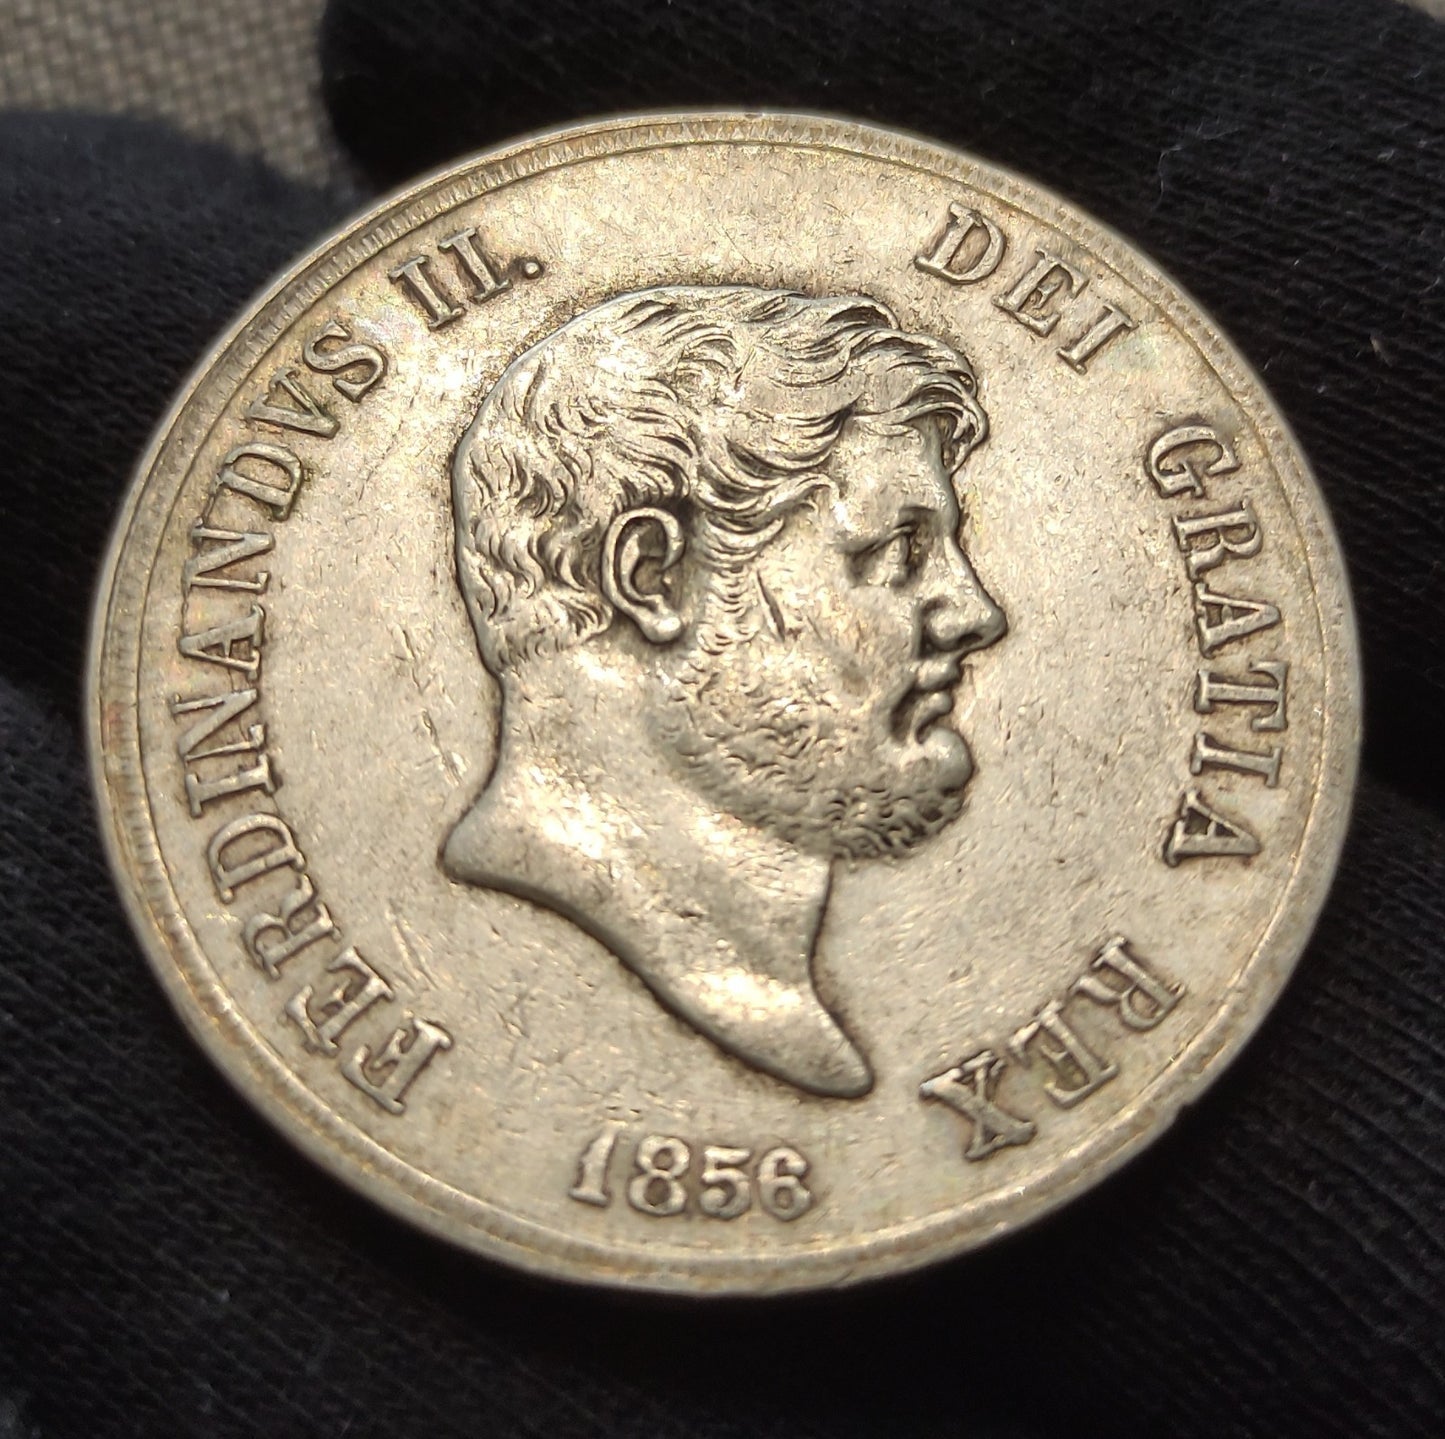 FERDINANDVS II. DEI GRATIA REX
1856